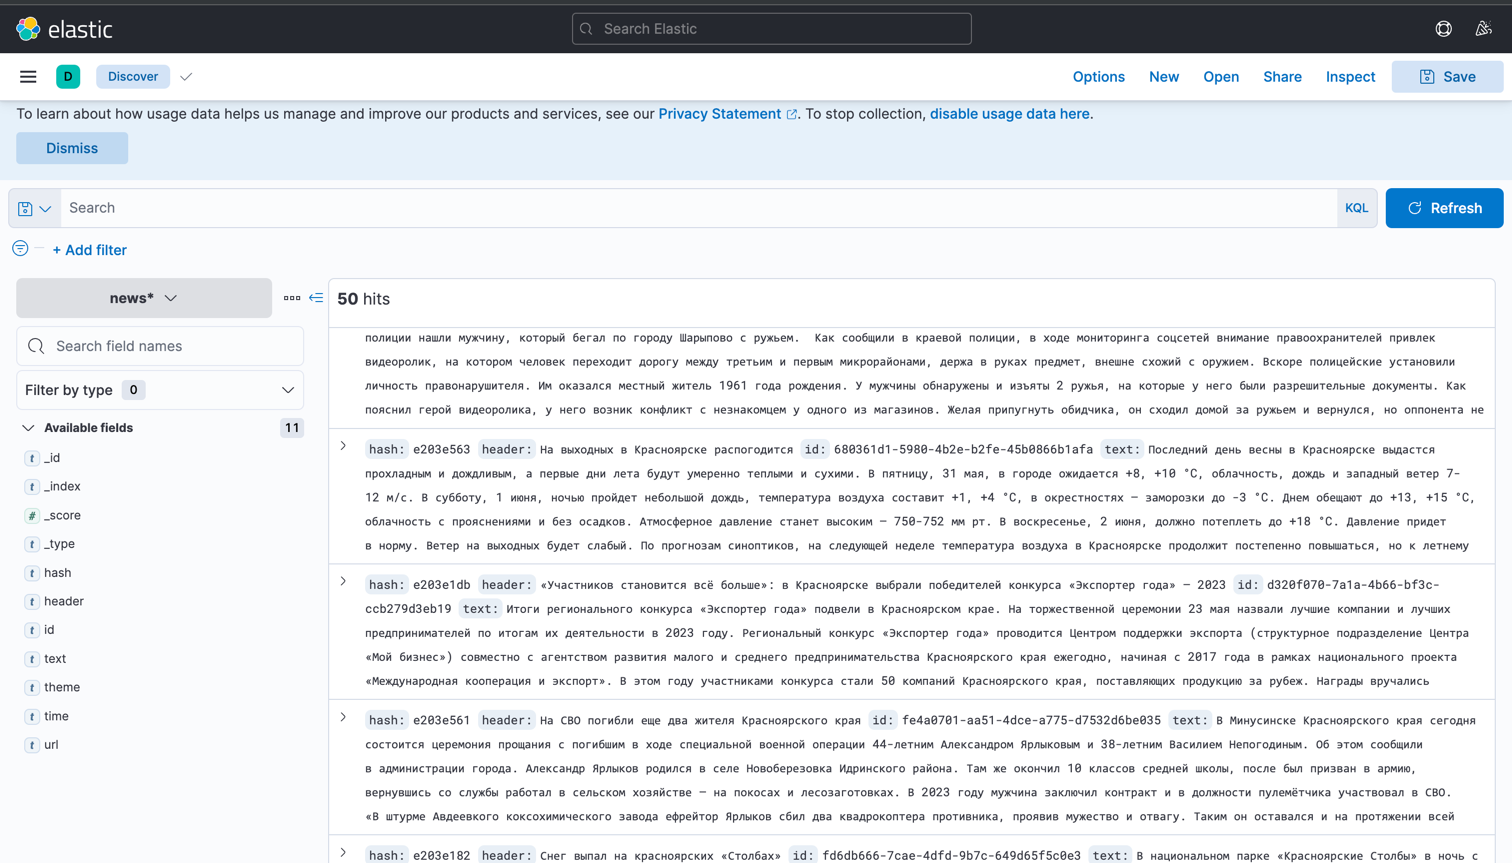 elastic
Search Elastic
D
Discover
Options
New
Open
Share
Inspect
Save
To learn about how usage data helps us manage and improve our products and services, see our Privacy Statement. To stop collection, disable usage data here.
Dismiss
Search
KQL
Refresh
+ Add filter
news*
Search field names
Filter by type 0
Available fields 11
t _id
t _index
# _score
t _type
t hash
t header
t id
t text
t theme
t time
t url
50 hits
полиции нашли мужчину, который бегал по городу Шарыпово с ружьем. Как сообщили в краевой полиции, в ходе мониторинга соцсетей внимание правоохранителей привлек
видеоролик, на котором человек переходит дорогу между третьим и первым микрорайонами, держа в руках предмет, внешне схожий с оружием. Вскоре полицейские установили
личность правонарушителя. Им оказался местный житель 1961 года рождения. У мужчины обнаружены и изъяты 2 ружья, на которые у него были разрешительные документы. Как
пояснил герой видеоролика, у него возник конфликт с незнакомцем у одного из магазинов. Желая припугнуть обидчика, он сходил домой за ружьем и вернулся, но оппонента не
hash: e203e563 header: На выходных в Красноярске распогодится id: 680361d1-5980-4b2e-b2fe-45b0866b1afa text: Последний день весны в Красноярске выдастся
прохладным и дождливым, а первые дни лета будут умеренно теплыми и сухими. В пятницу, 31 мая, в городе ожидается +8, +10 °C, облачность, дождь и западный ветер 7-
12 м/с. В субботу, 1 июня, ночью пройдет небольшой дождь, температура воздуха составит +1, +4 °C, в окрестностях — заморозки до -3 °C. Днем обещают до +13, +15 °C,
облачность с прояснениями и без осадков. Атмосферное давление станет высоким — 750-752 мм рт. В воскресенье, 2 июня, должно потеплеть до +18 °C. Давление придет
в норму. Ветер на выходных будет слабый. По прогнозам синоптиков, на следующей неделе температура воздуха в Красноярске продолжит постепенно повышаться, но к летнему
hash: e203e1db header: «Участников становится всё больше»: в Красноярске выбрали победителей конкурса «Экспортер года» — 2023 id: d320f070-7a1a-4b66-bf3c-
ccb279d3eb19 text: Итоги регионального конкурса «Экспортер года» подвели в Красноярском крае. На торжественной церемонии 23 мая назвали лучшие компании и лучших
предпринимателей по итогам их деятельности в 2023 году. Региональный конкурс «Экспортер года» проводится Центром поддержки экспорта (структурное подразделение Центра
«Мой бизнес») совместно с агентством развития малого и среднего предпринимательства Красноярского края ежегодно, начиная с 2017 года в рамках национального проекта
«Международная кооперация и экспорт». В этом году участниками конкурса стали 50 компаний Красноярского края, поставляющих продукцию за рубеж. Награды вручались
hash: e203e561 header: На СВО погибли еще два жителя Красноярского края id: fe4a0701-aa51-4dce-a775-d7532d6be035 text: В Минусинске Красноярского края сегодня
состоится церемония прощания с погибшим в ходе специальной военной операции 44-летним Александром Ярлыковым и 38-летним Василием Непогодиным. Об этом сообщили
в администрации города. Александр Ярлыков родился в селе Новоберезовка Идринского района. Там же окончил 10 классов средней школы, после был призван в армию,
вернувшись со службы работал в сельском хозяйстве — на покосах и лесозаготовках. В 2023 году мужчина заключил контракт и в должности пулемётчика участвовал в СВО.
«В штурме Авдеевского коксохимического завода ефрейтор Ярлыков сбил два квадрокоптера противника, проявив мужество и отвагу. Таким он оставался и на протяжении всей
hash: e203e182 header: Снег выпал на красноярских «Столбах» id: fd6db666-7cae-4dfd-9b7c-649d65f5c0e3 text: В национальном парке «Красноярские Столбы» в ночь с